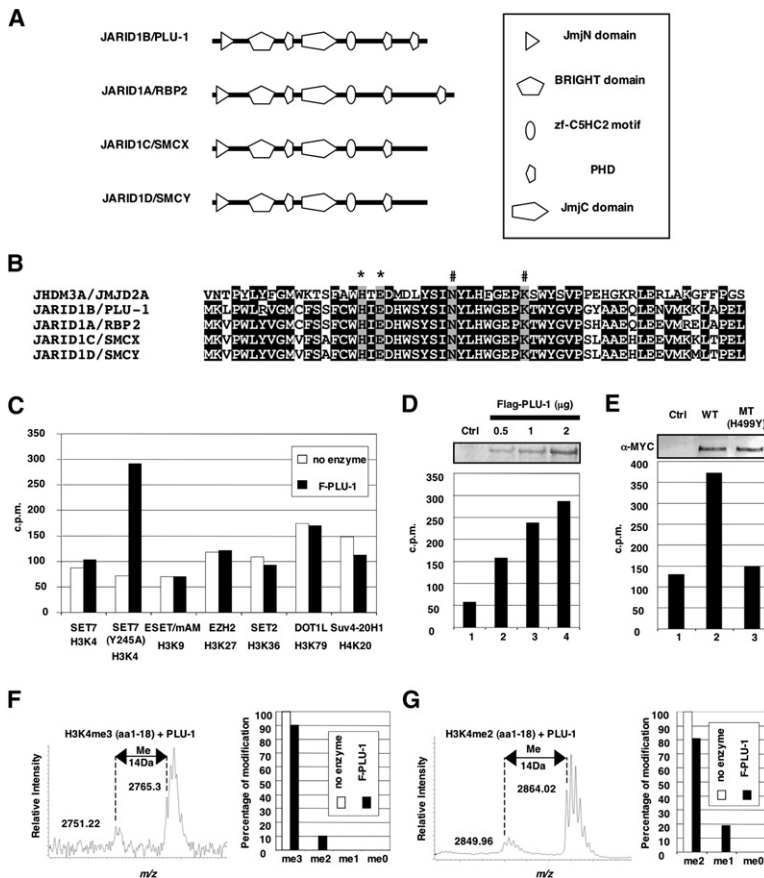 A
JARID1B/PLU-1
JARID1A/RBP2
JARID1C/SMCX
JARID1D/SMCY
JmjN domain
BRIGHT domain
zf-C5HC2 motif
PHD
JmjC domain
B
* * # #
JHDM3A/JMJD2A VNTPYLYFGMWKTSFAWHTEDMDLYSINYLHFGEPKSWYSVPPEHGKRLERLAKGFFPGS
JARID1B/PLU-1 MKLPWLRVGMCFSSFCWHIEDHWSYSINYLHWGEPKTWYGVPGYAAEQLENVMKKLAPEL
JARID1A/RBP2 MKVPWLYVGMCFSSFCWHIEDHWSYSINYLHWGEPKTWYGVPSHAAEQLEEVMRELAPEL
JARID1C/SMCX MKVPWLYVGMCFSAFCWHIEDHWSYSINYLHWGEPKTWYGVPSLAAEHLEEVMKKLTPEL
JARID1D/SMCY MKVPWLYVGMCFSAFCWHIEDHWSYSINYLHWGEPKTWYGVPSLAAEHLEEVMKMLTPEL
C
c.p.m.
350
300
250
200
150
100
50
0
no enzyme
F-PLU-1
SET7 H3K4
SET7 (Y245A) H3K4
ESET/mAM H3K9
EZH2 H3K27
SET2 H3K36
DOT1L H3K79
Suv4-20H1 H4K20
D
Flag-PLU-1 (μg)
Ctrl 0.5 1 2
c.p.m.
350
300
250
200
150
100
50
0
1 2 3 4
E
Ctrl WT MT (H499Y)
α-MYC
c.p.m.
400
350
300
250
200
150
100
50
0
1 2 3
F
H3K4me3 (aa1-18) + PLU-1
Me
14Da
2765.3
2751.22
Relative Intensity
m/z
Percentage of modification
100
90
80
70
60
50
40
30
20
10
0
no enzyme
F-PLU-1
me3 me2 me1 me0
G
H3K4me2 (aa1-18) + PLU-1
Me
14Da
2864.02
2849.96
Relative Intensity
m/z
Percentage of modification
100
90
80
70
60
50
40
30
20
10
0
no enzyme
F-PLU-1
me2 me1 me0